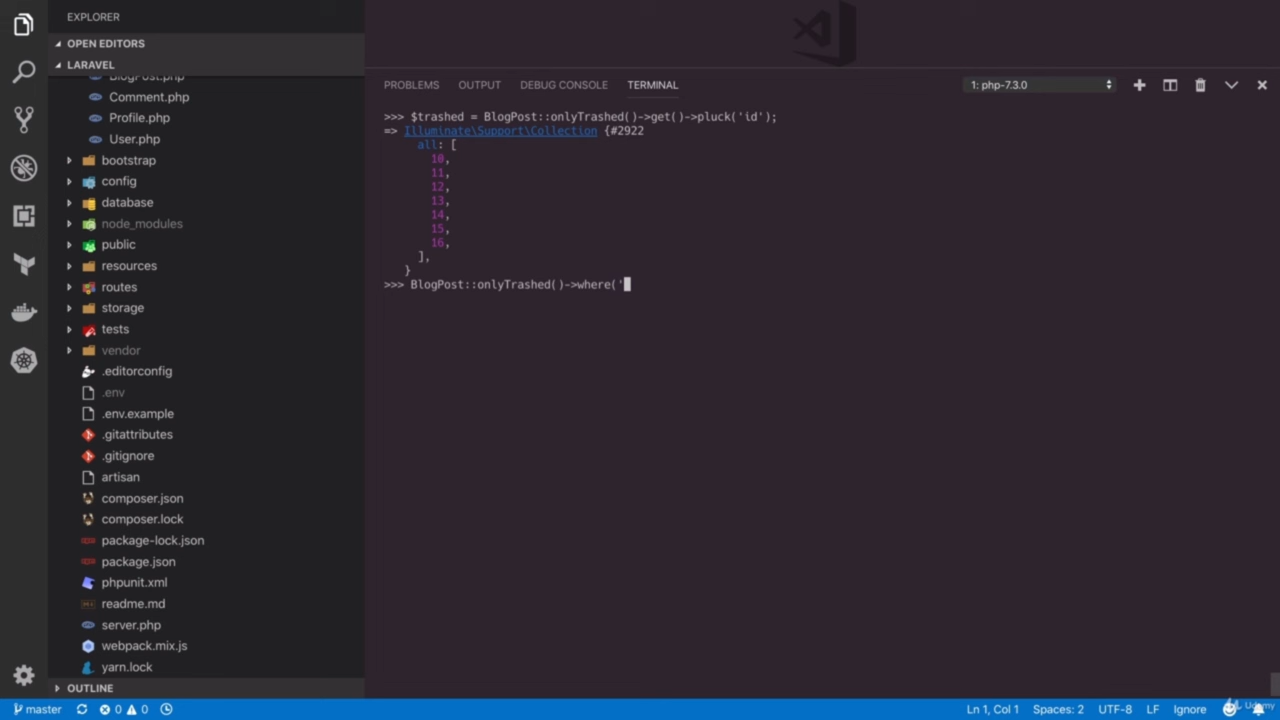 EXPLORER
OPEN EDITORS
LARAVEL
BlogPost.php
Comment.php
Profile.php
User.php
bootstrap
config
database
node_modules
public
resources
routes
storage
tests
vendor
.editorconfig
.env
.env.example
.gitattributes
.gitignore
artisan
composer.json
composer.lock
package-lock.json
package.json
phpunit.xml
readme.md
server.php
webpack.mix.js
yarn.lock
OUTLINE
PROBLEMS OUTPUT DEBUG CONSOLE TERMINAL 1: php-7.3.0
>>> $trashed = BlogPost::onlyTrashed()->get()->pluck('id');
=> Illuminate\Support\Collection {#2922
all: [
10,
11,
12,
13,
14,
15,
16,
],
}
>>> BlogPost::onlyTrashed()->where('
master 0 0 Ln 1, Col 1 Spaces: 2 UTF-8 LF Ignore Udemy